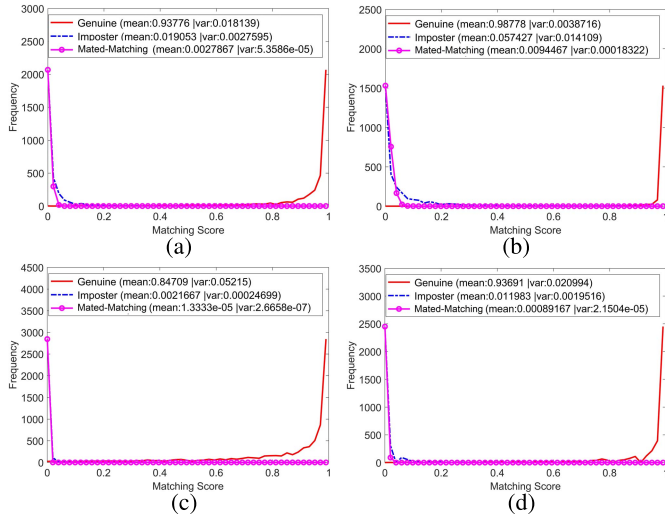 Genuine (mean:0.93776 |var:0.018139)
Imposter (mean:0.019053 |var:0.0027595)
Mated-Matching (mean:0.0027867 |var:5.3586e-05)
Frequency
3000
2500
2000
1500
1000
500
0
0 0.2 0.4 0.6 0.8 1
Matching Score
(a)
Genuine (mean:0.98778 |var:0.0038716)
Imposter (mean:0.057427 |var:0.014109)
Mated-Matching (mean:0.0094467 |var:0.00018322)
Frequency
2500
2000
1500
1000
500
0
0 0.2 0.4 0.6 0.8 1
Matching Score
(b)
Genuine (mean:0.84709 |var:0.05215)
Imposter (mean:0.0021667 |var:0.00024699)
Mated-Matching (mean:1.3333e-05 |var:2.6658e-07)
Frequency
4500
4000
3500
3000
2500
2000
1500
1000
500
0
0 0.2 0.4 0.6 0.8 1
Matching Score
(c)
Genuine (mean:0.93691 |var:0.020994)
Imposter (mean:0.011983 |var:0.0019516)
Mated-Matching (mean:0.00089167 |var:2.1504e-05)
Frequency
3500
3000
2500
2000
1500
1000
500
0
0 0.2 0.4 0.6 0.8 1
Matching Score
(d)